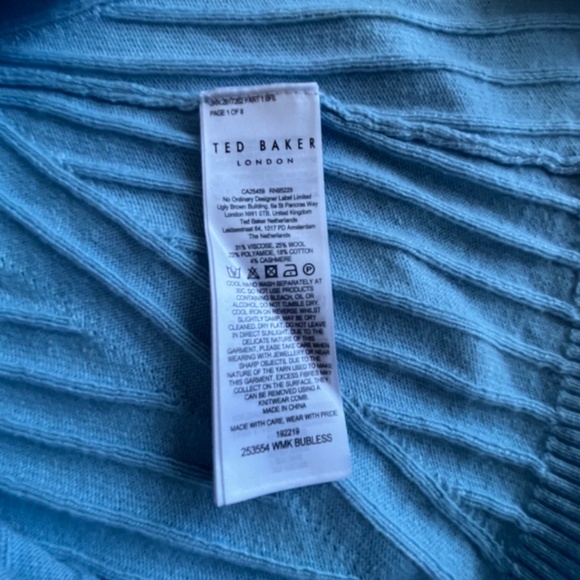 PAGE 1 OF 8
TED BAKER
LONDON
CA25459 RN95229
No Ordinary Designer Label Limited
Ugly Brown Building, 6a St Pancras Way
London NW1 0TB, United Kingdom
Ted Baker Netherlands
Leidsestraat 64, 1017 PD Amsterdam
The Netherlands
31% VISCOSE, 25% WOOL
22% POLYAMIDE, 18% COTTON
4% CASHMERE
COOL HAND WASH SEPARATELY AT
30C. DO NOT USE PRODUCTS
CONTAINING BLEACH, OIL OR
ALCOHOL. DO NOT TUMBLE DRY.
COOL IRON ON REVERSE WHILST
SLIGHTLY DAMP. MAY BE DRY
CLEANED. DRY FLAT. DO NOT LEAVE
IN DIRECT SUNLIGHT. DUE TO THE
DELICATE NATURE OF THIS
GARMENT, PLEASE TAKE CARE WHEN
WEARING WITH JEWELLERY OR NEAR
SHARP OBJECTS. DUE TO THE
NATURE OF THE YARN USED TO MAKE
THIS GARMENT, EXCESS FIBRES MAY
COLLECT ON THE SURFACE. THEY
CAN BE REMOVED USING A
KNITWEAR COMB.
MADE IN CHINA
MADE WITH CARE, WEAR WITH PRIDE
192219
253554 WMK BUBLESS